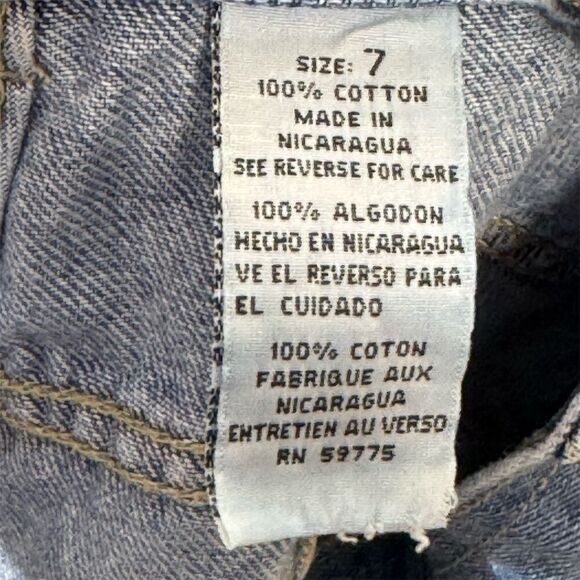 SIZE: 7
100% COTTON
MADE IN
NICARAGUA
SEE REVERSE FOR CARE
100% ALGODON
HECHO EN NICARAGUA
VE EL REVERSO PARA
EL CUIDADO
100% COTON
FABRIQUE AUX
NICARAGUA
ENTRETIEN AU VERSO
RN 59775